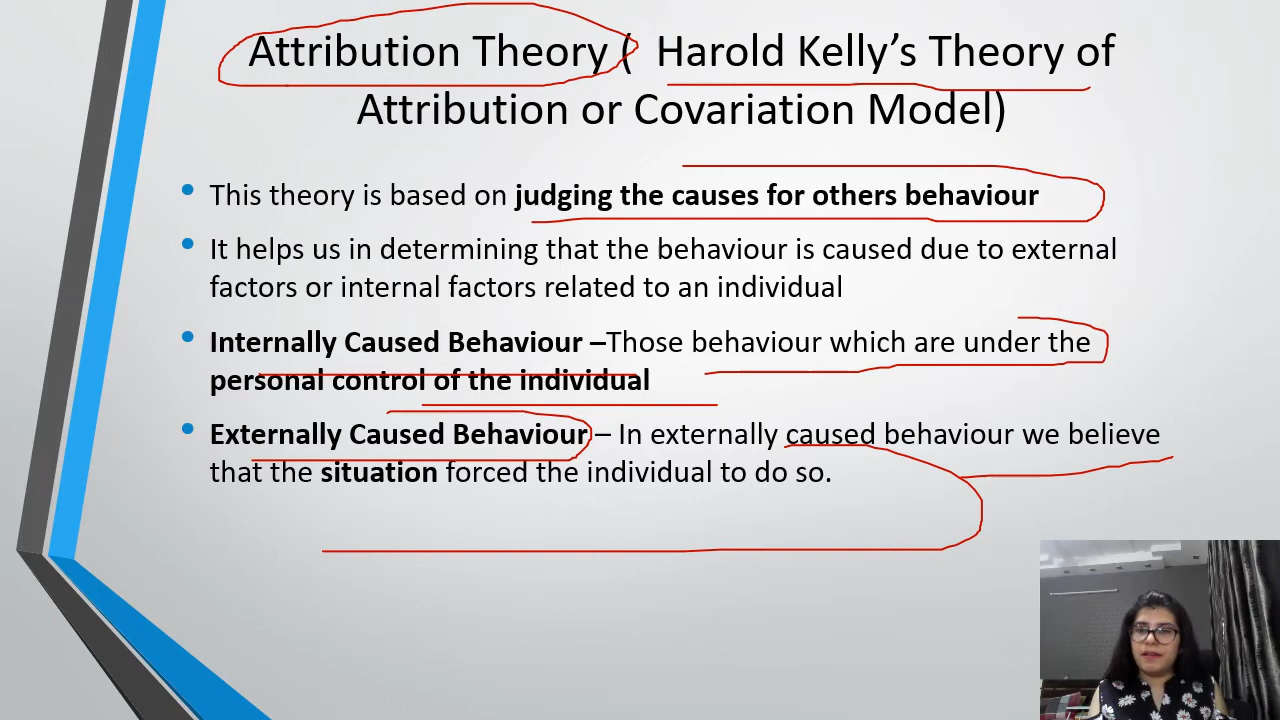 Attribution Theory ( Harold Kelly's Theory of
Attribution or Covariation Model)
• This theory is based on judging the causes for others behaviour
• It helps us in determining that the behaviour is caused due to external
factors or internal factors related to an individual
• Internally Caused Behaviour –Those behaviour which are under the
personal control of the individual
• Externally Caused Behaviour – In externally caused behaviour we believe
that the situation forced the individual to do so.